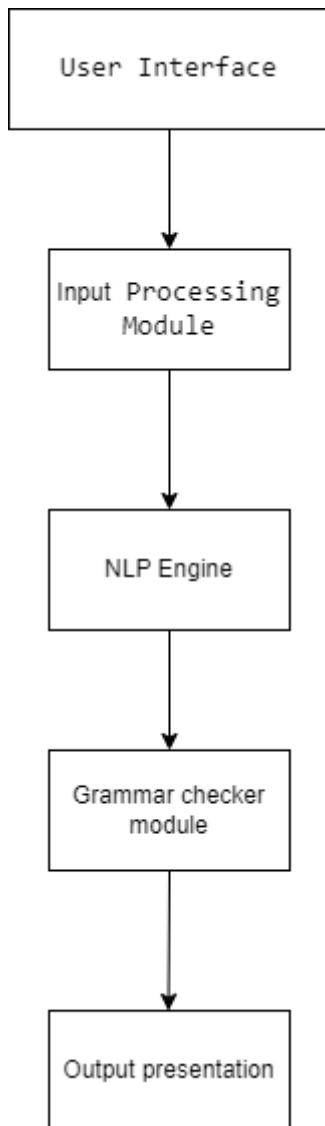 User Interface
Input Processing
Module
NLP Engine
Grammar checker
module
Output presentation